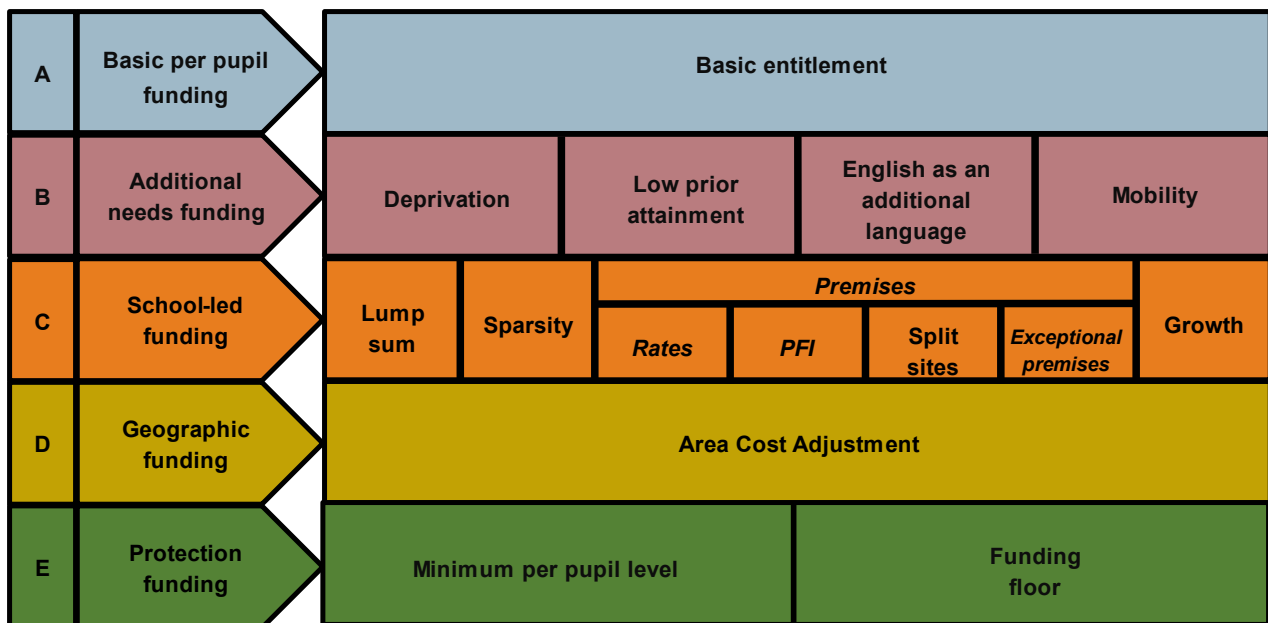 A
Basic per pupil
funding
Basic entitlement
B
Additional
needs funding
Deprivation
Low prior
attainment
English as an
additional
language
Mobility
C
School-led
funding
Lump
sum
Sparsity
Premises
Rates
PFI
Split
sites
Exceptional
premises
Growth
D
Geographic
funding
Area Cost Adjustment
E
Protection
funding
Minimum per pupil level
Funding
floor